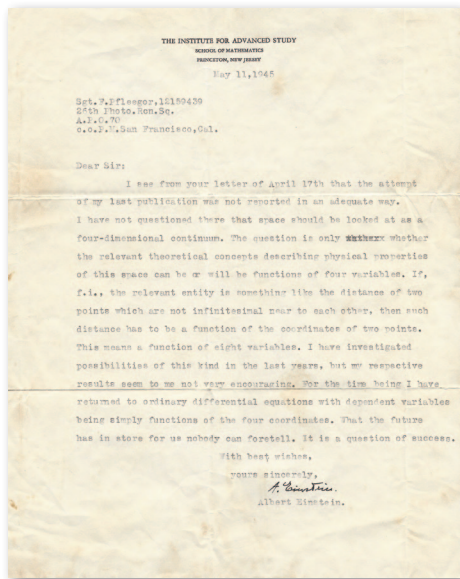 THE INSTITUTE FOR ADVANCED STUDY
SCHOOL OF MATHEMATICS
PRINCETON, NEW JERSEY
May 11,1945
Sgt.F.Pfleegor,12189439
26th Photo.Rcn.Sq.
A.P.O.70
c.o.P.M.San Francisco,Cal.
Dear Sir:
I see from your letter of April 17th that the attempt
of my last publication was not reported in an adequate way.
I have not questioned there that space should be looked at as a
four-dimensional continuum. The question is only whether
the relevant theoretical concepts describing physical properties
of this space can be or will be functions of four variables. If,
f.i., the relevant entity is something like the distance of two
points which are not infinitesimal near to each other, then such
distance has to be a function of the coordinates of two points.
This means a function of eight variables. I have investigated
possibilities of this kind in the last years, but my respective
results seem to me not very encouraging. For the time being I have
returned to ordinary differential equations with dependent variables
being simply functions of the four coordinates. What the future
has in store for us nobody can foretell. It is a question of success.
With best wishes,
yours sincerely,
A. Einstein.
Albert Einstein.